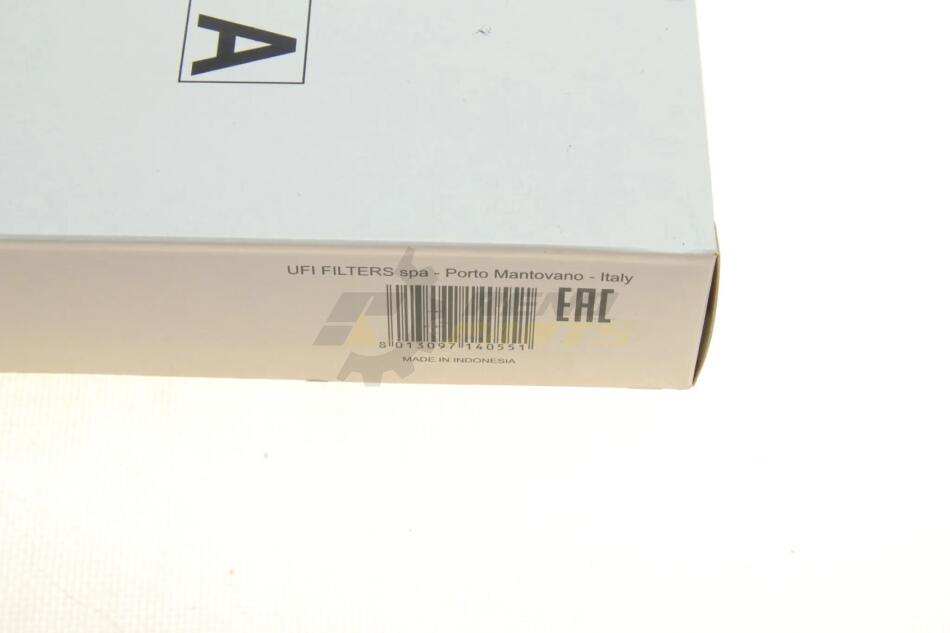 A
UFI FILTERS spa - Porto Mantovano - Italy
EAC
8 013097 140551
MADE IN INDONESIA